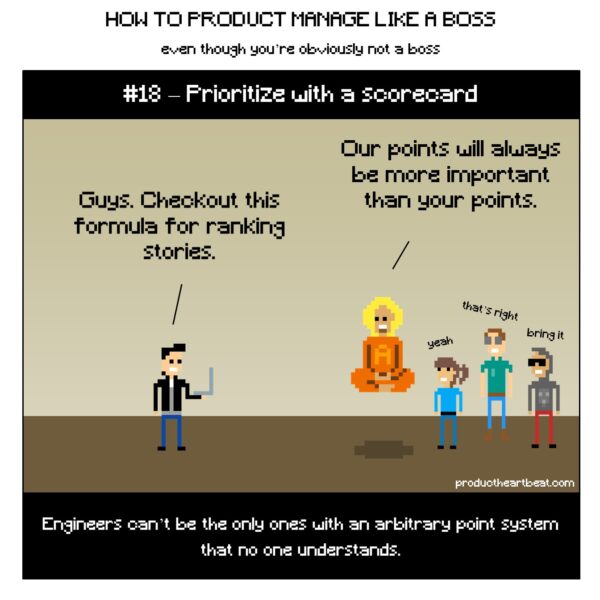 HOW TO PRODUCT MANAGE LIKE A BOSS
even though you're obviously not a boss
#18 – Prioritize with a scorecard
Guys. Checkout this
formula for ranking
stories.
Our points will always
be more important
than your points.
yeah
that's right
bring it
productheartbeat.com
Engineers can't be the only ones with an arbitrary point system
that no one understands.